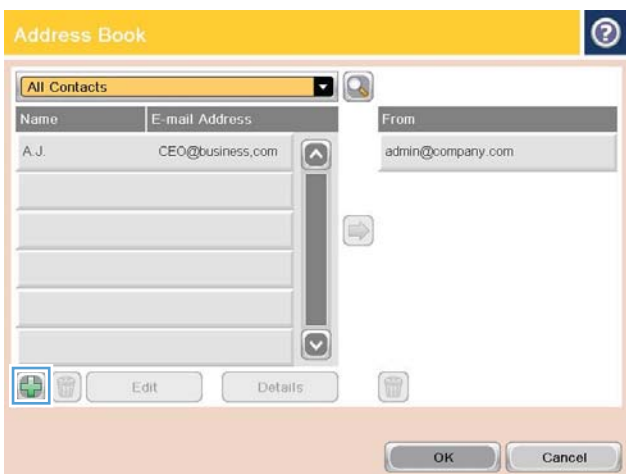 Address Book
All Contacts
Name E-mail Address From
A.J. CEO@business,com admin@company.com
Edit Details
OK Cancel